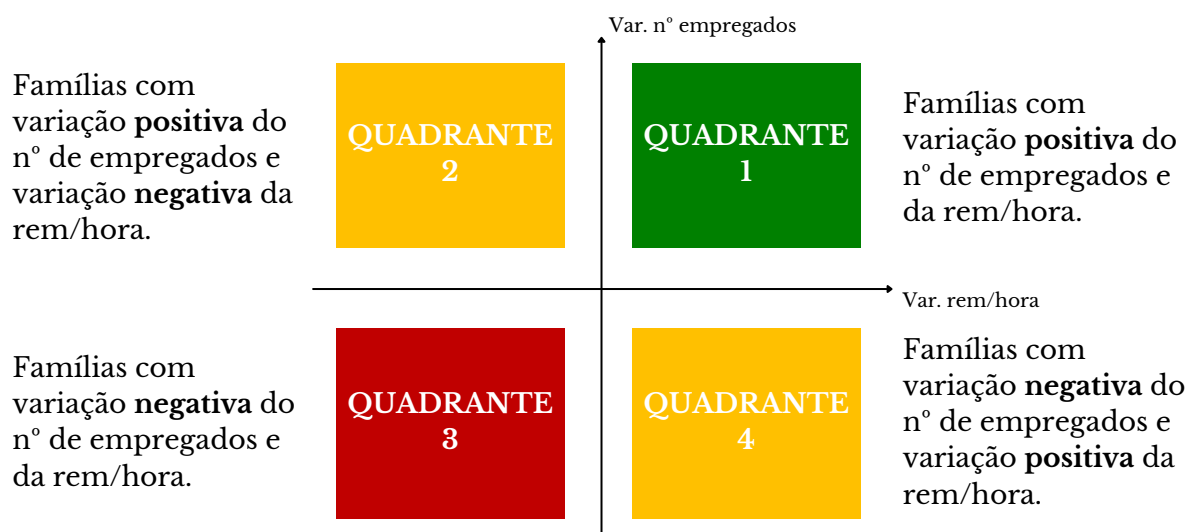 Var. nº empregados
Famílias com
variação positiva do
nº de empregados e
variação negativa da
rem/hora.
QUADRANTE
2
QUADRANTE
1
Famílias com
variação positiva do
nº de empregados e
da rem/hora.
Var. rem/hora
Famílias com
variação negativa do
nº de empregados e
da rem/hora.
QUADRANTE
3
QUADRANTE
4
Famílias com
variação negativa do
nº de empregados e
variação positiva da
rem/hora.